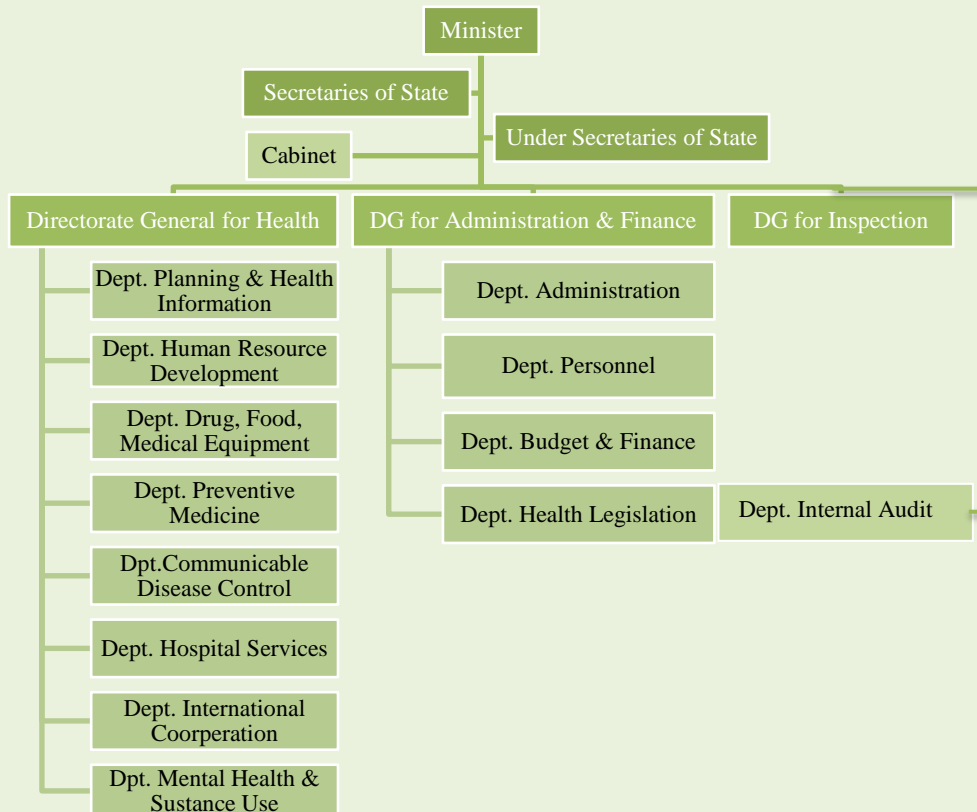 Minister
Secretaries of State
Under Secretaries of State
Cabinet
Directorate General for Health
DG for Administration & Finance
DG for Inspection
Dept. Planning & Health
Information
Dept. Human Resource
Development
Dept. Drug, Food,
Medical Equipment
Dept. Preventive
Medicine
Dpt.Communicable
Disease Control
Dept. Hospital Services
Dept. International
Coorperation
Dpt. Mental Health &
Sustance Use
Dept. Administration
Dept. Personnel
Dept. Budget & Finance
Dept. Health Legislation
Dept. Internal Audit